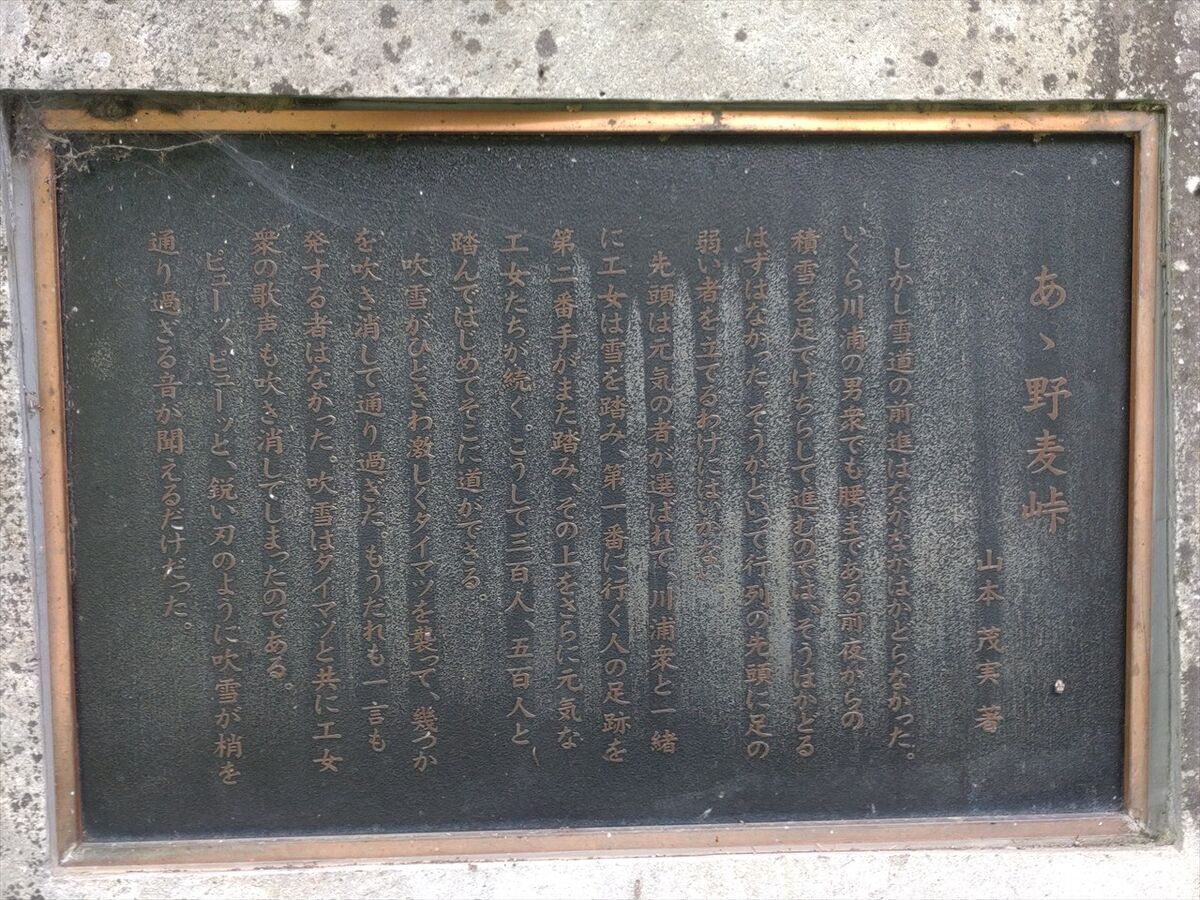 あゝ野麦峠
山本茂実 著
しかし雪道の前進はなかなかはかどらなかった。
いくら川浦の男衆でも腰まである前夜からの
積雪を足でけちらして進むのでは、そうはかどる
はずはなかった。そうかといって行列の先頭に足の
弱い者を立てるわけにはいかない。
先頭は元気の者が選ばれて、川浦衆と一緒
に工女は雪を踏み、第一番に行く人の足跡を
第二番手がまた踏み、その上をさらに元気な
工女たちが続く。こうして三百人、五百人と
踏んではじめてそこに道ができる。
吹雪がひときわ激しくタイマツを襲って、幾つか
を吹き消して通り過ぎた。もうだれも一言も
発する者はなかった。吹雪はタイマツと共に工女
衆の歌声も吹き消してしまったのである。
ピューッ、ピューッと、鋭い刃のように吹雪が梢を
通り過ぎる音が聞えるだけだった。